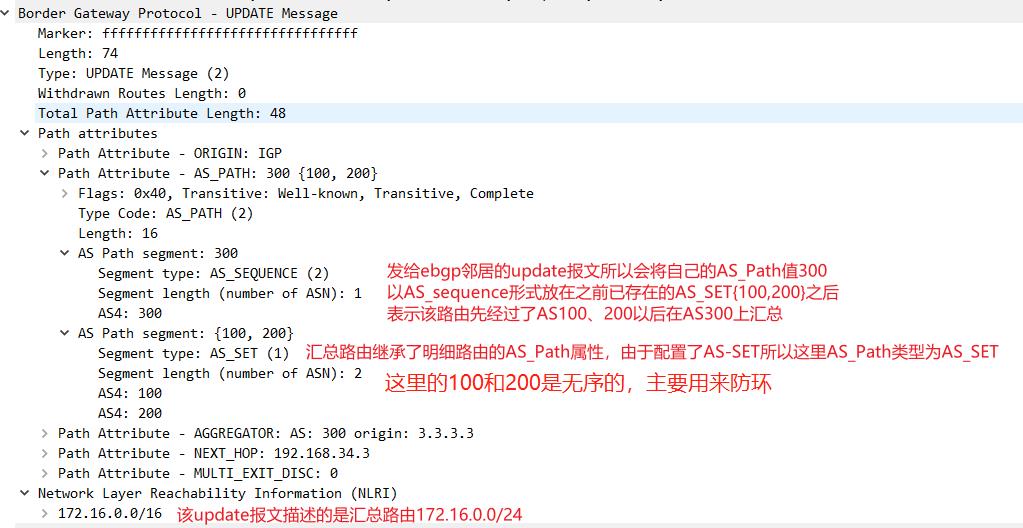 Border Gateway Protocol - UPDATE Message
Marker: ffffffffffffffffffffffffffffffff
Length: 74
Type: UPDATE Message (2)
Withdrawn Routes Length: 0
Total Path Attribute Length: 48
Path attributes
Path Attribute - ORIGIN: IGP
Path Attribute - AS_PATH: 300 {100, 200}
Flags: 0x40, Transitive: Well-known, Transitive, Complete
Type Code: AS_PATH (2)
Length: 16
AS Path segment: 300
Segment type: AS_SEQUENCE (2) 发给ebgp邻居的update报文所以会将自己的AS_Path值300
Segment length (number of ASN): 1 以AS_sequence形式放在之前已存在的AS_SET{100,200}之后
AS4: 300 表示该路由先经过了AS100、200以后在AS300上汇总
AS Path segment: {100, 200}
Segment type: AS_SET (1) 汇总路由继承了明细路由的AS_Path属性，由于配置了AS-SET所以这里AS_Path类型为AS_SET
Segment length (number of ASN): 2 这里的100和200是无序的，主要用来防环
AS4: 100
AS4: 200
Path Attribute - AGGREGATOR: AS: 300 origin: 3.3.3.3
Path Attribute - NEXT_HOP: 192.168.34.3
Path Attribute - MULTI_EXIT_DISC: 0
Network Layer Reachability Information (NLRI)
172.16.0.0/16 该update报文描述的是汇总路由172.16.0.0/24